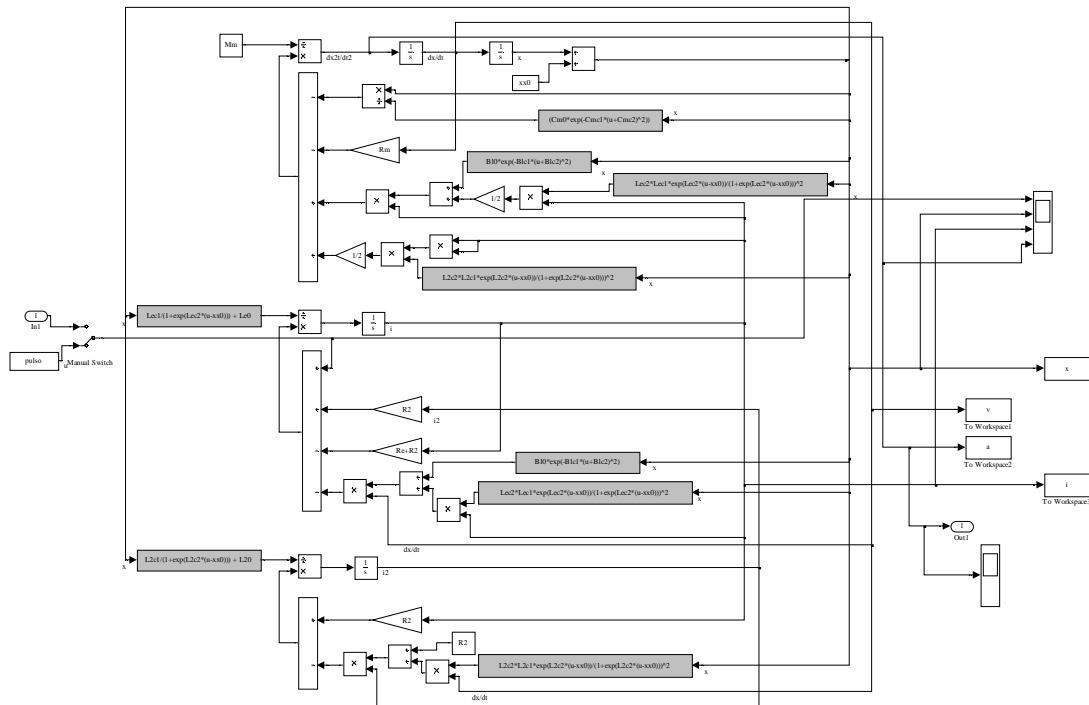 Mm
÷
×
dx2t/dt2
1
s
dx/dt
1
s
x
+
+
xx0
-
×
÷
(Cm0*exp(-Cmc1*(u+Cmc2)^2))
x
-
Rm
Bl0*exp(-Blc1*(u+Blc2)^2)
x
Lec2*Lec1*exp(Lec2*(u-xx0))/(1+exp(Lec2*(u-xx0)))^2
x
1/2
×
×
1/2
×
×
L2c2*L2c1*exp(L2c2*(u-xx0))/(1+exp(L2c2*(u-xx0)))^2
x
1
In1
x
Lec1/(1+exp(Lec2*(u-xx0))) + Le0
÷
×
1
s
i
pulso
u
Manual Switch
R2
i2
Re+R2
Bl0*exp(-Blc1*(u+Blc2)^2)
x
×
Lec2*Lec1*exp(Lec2*(u-xx0))/(1+exp(Lec2*(u-xx0)))^2
x
×
dx/dt
x
v
To Workspace1
a
To Workspace2
i
To Workspace3
1
Out1
x
L2c1/(1+exp(L2c2*(u-xx0))) + L20
÷
×
1
s
i2
R2
R2
×
×
L2c2*L2c1*exp(L2c2*(u-xx0))/(1+exp(L2c2*(u-xx0)))^2
x
dx/dt